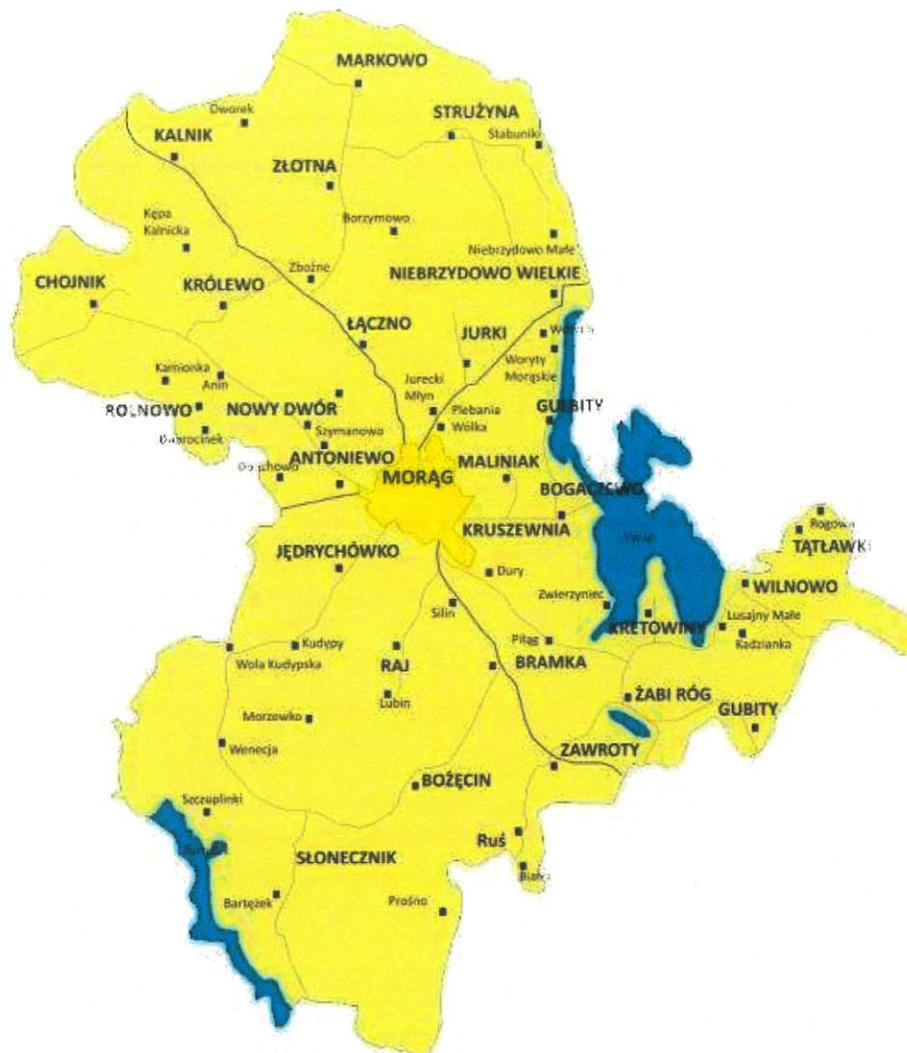 MARKOWO
Dworek
STRUŻYNA
KALNIK
Słabuniki
ZŁOTNA
Kępa
Kalnicka
Borzymowo
Niebrzydowo Małe
Zbożne
NIEBRZYDOWO WIELKIE
CHOJNIK
KRÓLEWO
ŁĄCZNO
JURKI
Woryty
Morąskie
Kamionka
Anin
Jurecki
Młyn
ROLNOWO
NOWY DWÓR
Plebania
Wólka
GULBITY
Dobrocinek
Szymanowo
ANTONIEWO
MALINIAK
MORĄG
BOGACZEWO
KRUSZEWNIA
Rogowo
TĄTŁAWKI
JĘDRYCHÓWKO
Dury
WILNOWO
Zwierzyniec
Silin
KRETOWINY
Lusajny Małe
Kadzianka
Piłąg
Kudypy
Wola Kudypska
RAJ
BRAMKA
Lubin
ŻABI RÓG
GUBITY
Morzewko
Wenecja
ZAWROTY
BOŻĘCIN
Szczuplinki
Ruś
SŁONECZNIK
Bartężek
Prośno